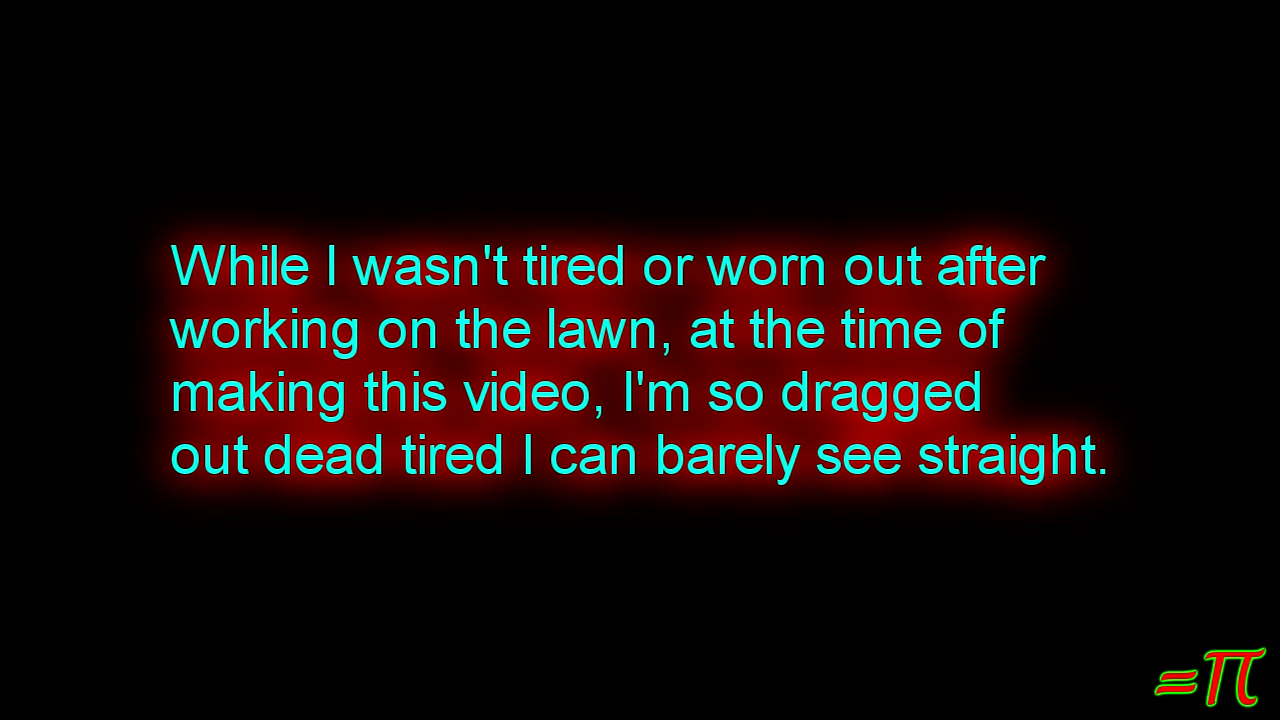 While I wasn't tired or worn out after
working on the lawn, at the time of
making this video, I'm so dragged
out dead tired I can barely see straight.
=π